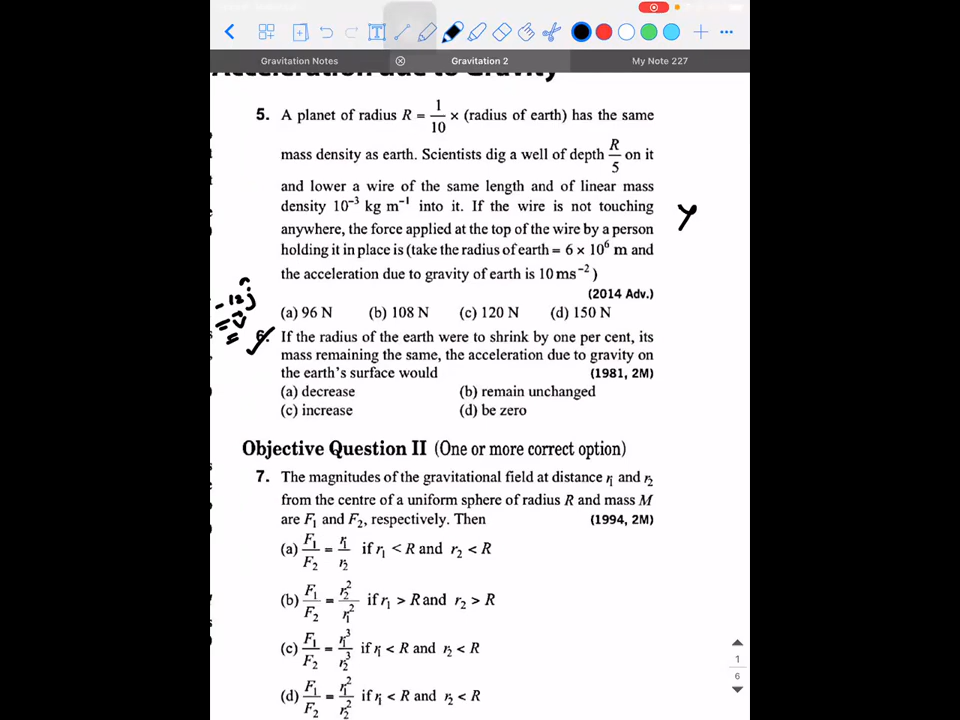 Gravitation Notes
Gravitation 2
My Note 227
Acceleration due to Gravity
5. A planet of radius R = 1/10 × (radius of earth) has the same
mass density as earth. Scientists dig a well of depth R/5 on it
and lower a wire of the same length and of linear mass
density 10⁻³ kg m⁻¹ into it. If the wire is not touching
anywhere, the force applied at the top of the wire by a person
holding it in place is (take the radius of earth = 6 × 10⁶ m and
the acceleration due to gravity of earth is 10 ms⁻²)
(2014 Adv.)
(a) 96 N (b) 108 N (c) 120 N (d) 150 N
6. If the radius of the earth were to shrink by one per cent, its
mass remaining the same, the acceleration due to gravity on
the earth's surface would (1981, 2M)
(a) decrease (b) remain unchanged
(c) increase (d) be zero
Objective Question II (One or more correct option)
7. The magnitudes of the gravitational field at distance r₁ and r₂
from the centre of a uniform sphere of radius R and mass M
are F₁ and F₂, respectively. Then (1994, 2M)
(a) F₁/F₂ = r₁/r₂ if r₁ < R and r₂ < R
(b) F₁/F₂ = r₂²/r₁² if r₁ > R and r₂ > R
(c) F₁/F₂ = r₁³/r₂³ if r₁ < R and r₂ < R
(d) F₁/F₂ = r₁²/r₂² if r₁ < R and r₂ < R
1
6